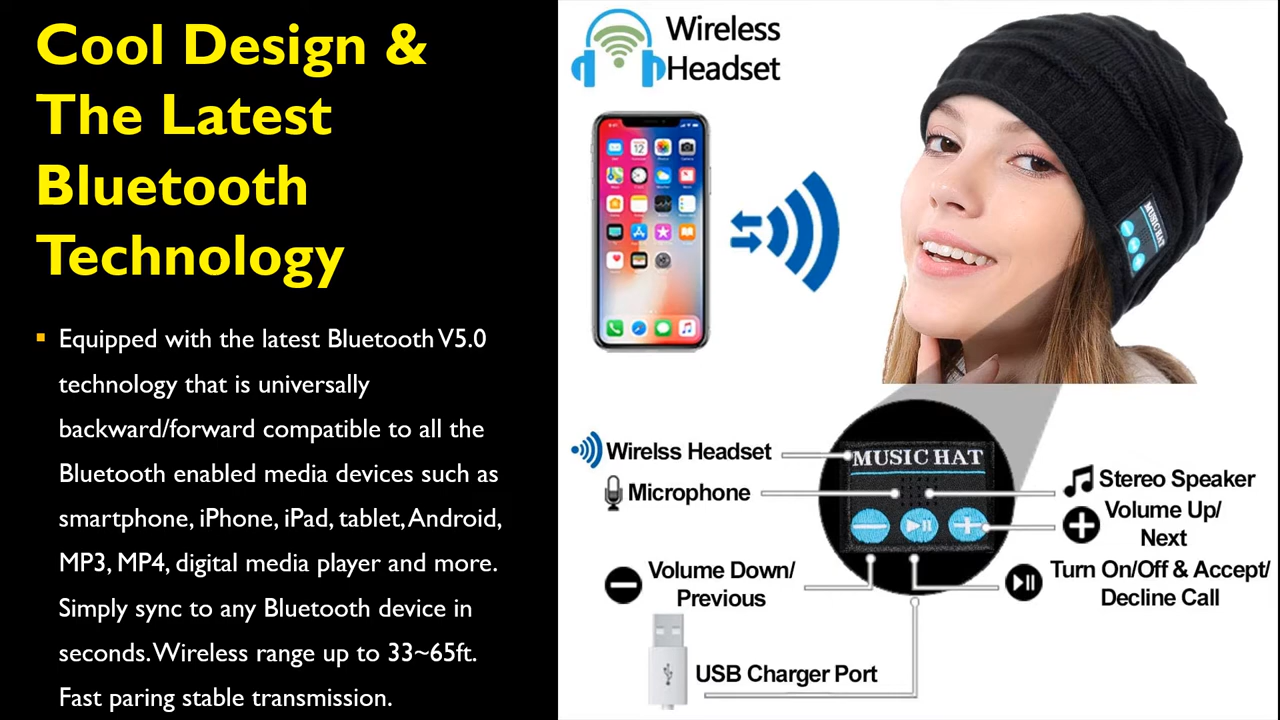 Cool Design &
The Latest
Bluetooth
Technology
Equipped with the latest Bluetooth V5.0
technology that is universally
backward/forward compatible to all the
Bluetooth enabled media devices such as
smartphone, iPhone, iPad, tablet, Android,
MP3, MP4, digital media player and more.
Simply sync to any Bluetooth device in
seconds. Wireless range up to 33~65ft.
Fast paring stable transmission.
Wireless
Headset
MUSIC HAT
Wirelss Headset
MUSIC HAT
Microphone
Stereo Speaker
Volume Up/
Next
Volume Down/
Previous
Turn On/Off & Accept/
Decline Call
USB Charger Port